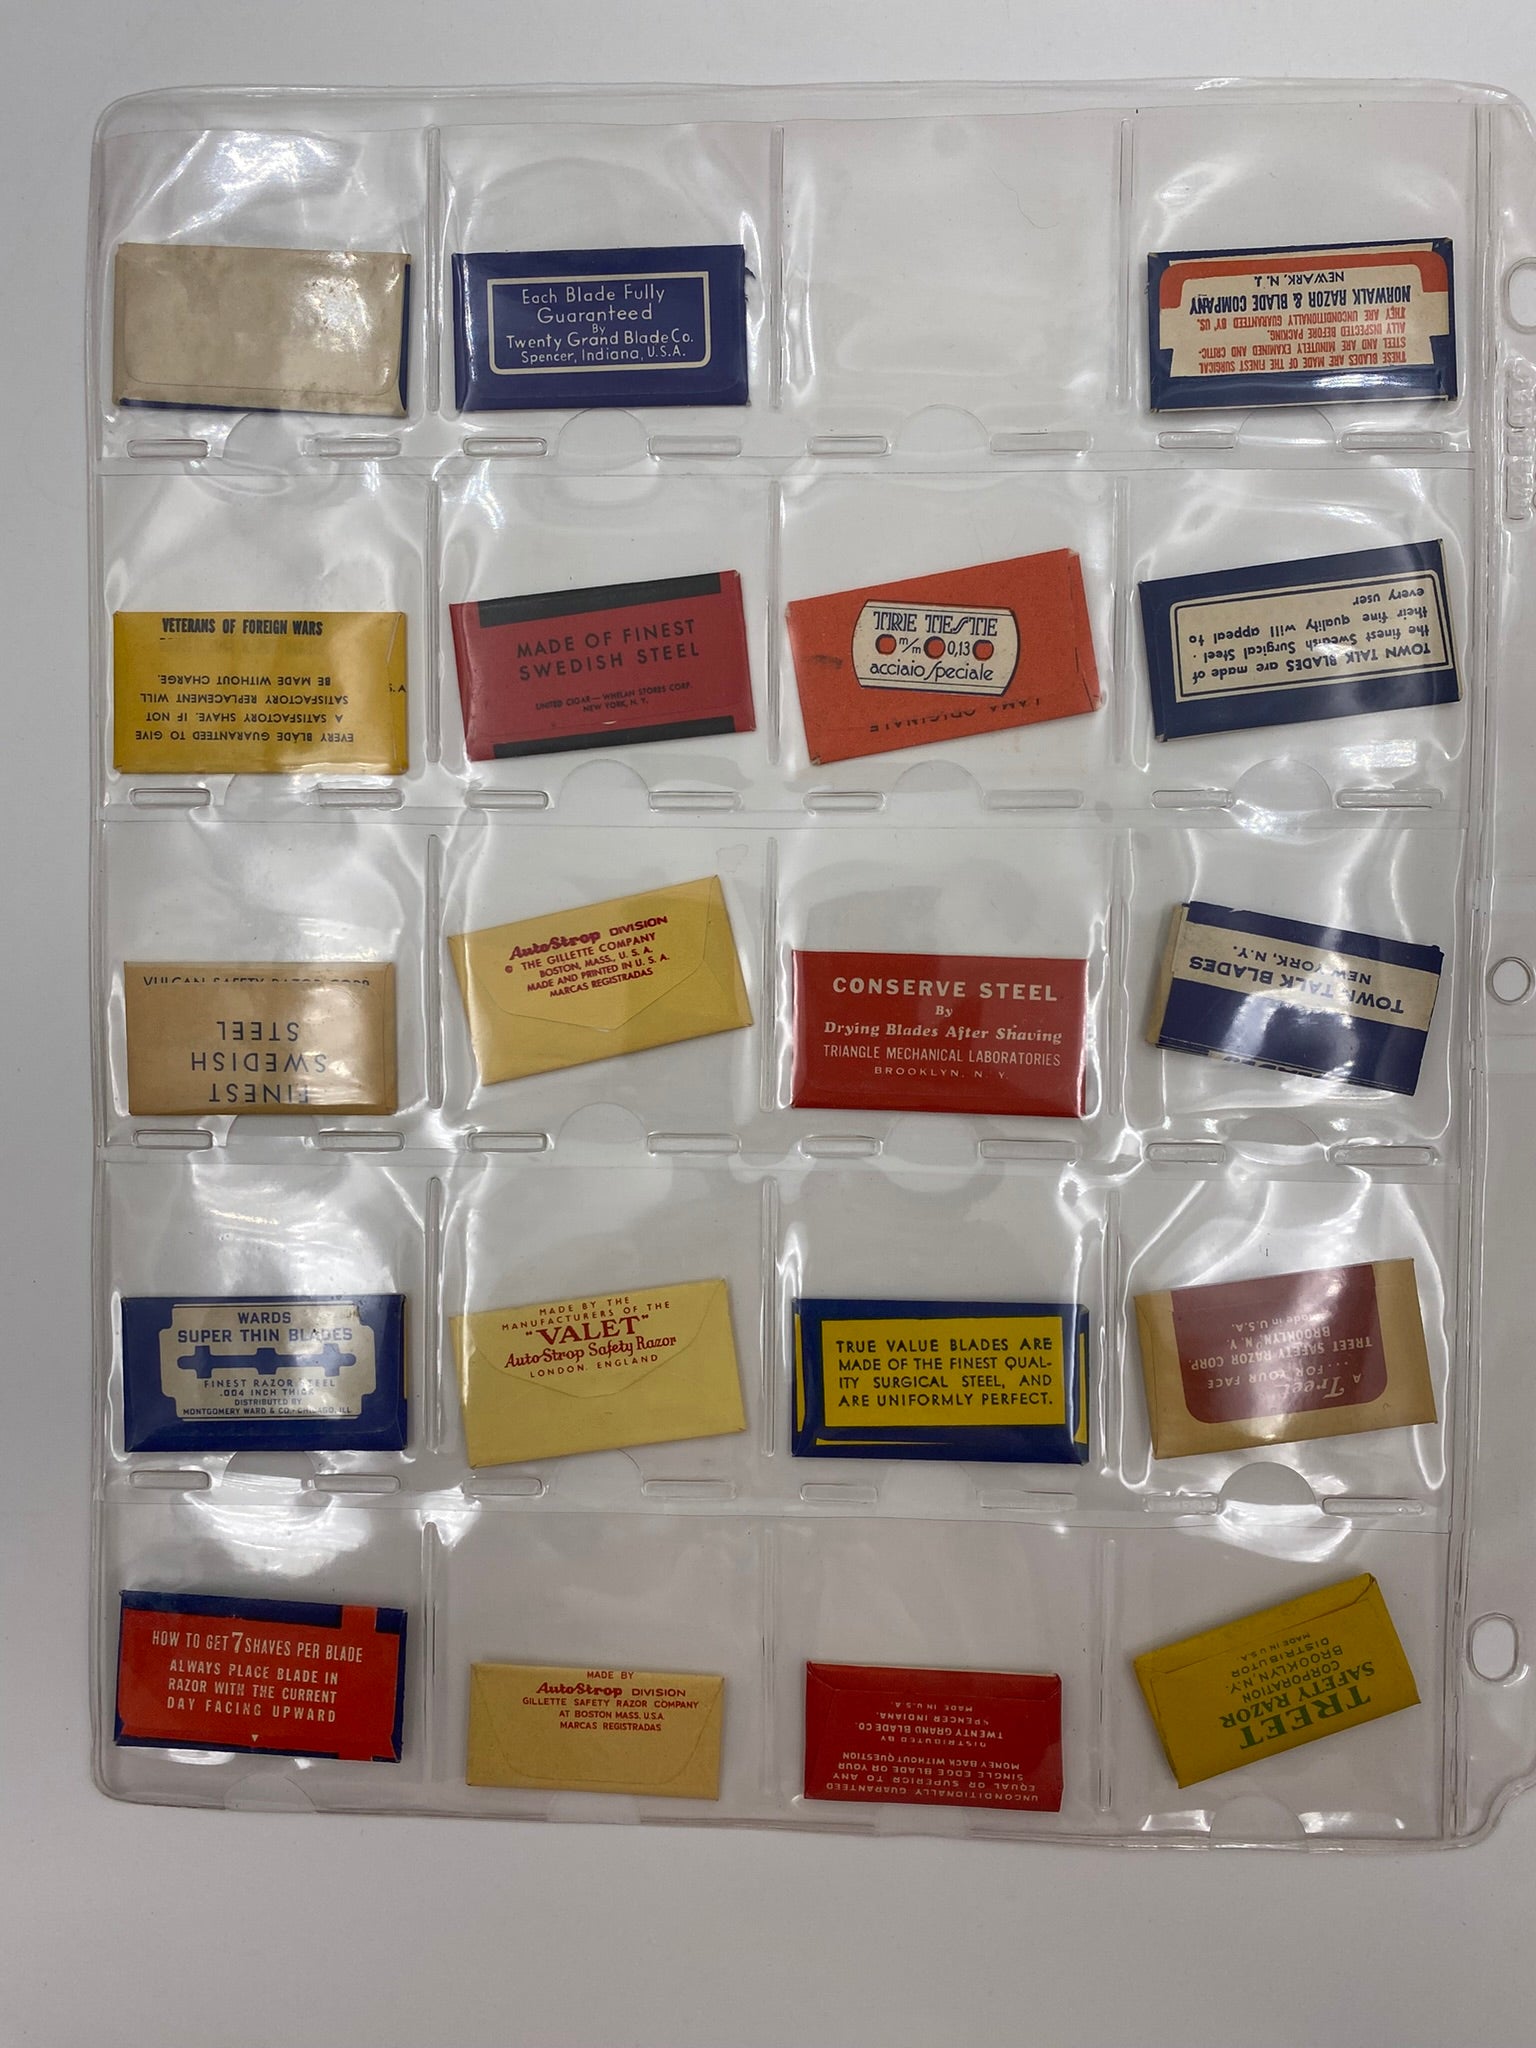 Each Blade Fully
Guaranteed
By
Twenty Grand Blade Co.
Spencer, Indiana, U.S.A.
THESE BLADES ARE MADE OF THE FINEST SURGICAL
STEEL AND ARE MINUTELY EXAMINED AND CRITIC-
ALLY INSPECTED BEFORE PACKING.
THEY ARE UNCONDITIONALLY GUARANTEED BY US.
NORWALK RAZOR & BLADE COMPANY
NEWARK, N. J.
VETERANS OF FOREIGN WARS
EVERY BLADE GUARANTEED TO GIVE
A SATISFACTORY SHAVE. IF NOT
SATISFACTORY REPLACEMENT WILL
BE MADE WITHOUT CHARGE.
MADE OF FINEST
SWEDISH STEEL
UNITED CIGAR—WHELAN STORES CORP.
NEW YORK, N. Y.
TRE TESTE
m/m 0,13
acciaio speciale
LAMA ORIGINALE
TOWN TALK BLADES are made of
the finest Swedish Surgical Steel.
their fine quality will appeal to
every user
VULCAN SAFETY RAZOR CORP.
FINEST
SWEDISH
STEEL
AutoStrop DIVISION
© THE GILLETTE COMPANY
BOSTON, MASS., U. S. A.
MADE AND PRINTED IN U. S. A.
MARCAS REGISTRADAS
CONSERVE STEEL
By
Drying Blades After Shaving
TRIANGLE MECHANICAL LABORATORIES
BROOKLYN, N. Y.
TOWN TALK BLADES
NEW YORK, N.Y.
WARDS
SUPER THIN BLADES
FINEST RAZOR STEEL
.004 INCH THICK
DISTRIBUTED BY
MONTGOMERY WARD & CO.-CHICAGO, ILL
MADE BY THE
MANUFACTURERS OF THE
"VALET"
AutoStrop Safety Razor
LONDON, ENGLAND
TRUE VALUE BLADES ARE
MADE OF THE FINEST QUAL-
ITY SURGICAL STEEL, AND
ARE UNIFORMLY PERFECT.
A Treet
....FOR YOUR FACE
TREET SAFETY RAZOR CORP.
BROOKLYN, N. Y.
Made in U.S.A.
HOW TO GET 7 SHAVES PER BLADE
ALWAYS PLACE BLADE IN
RAZOR WITH THE CURRENT
DAY FACING UPWARD
MADE BY
AutoStrop DIVISION
GILLETTE SAFETY RAZOR COMPANY
AT BOSTON MASS. U.S.A.
MARCAS REGISTRADAS
UNCONDITIONALLY GUARANTEED
EQUAL OR SUPERIOR TO ANY
SINGLE EDGE BLADE OR YOUR
MONEY BACK WITHOUT QUESTION
DISTRIBUTED BY
TWENTY GRAND BLADE CO.
SPENCER INDIANA.
MADE IN U.S.A.
TREET
SAFETY RAZOR
CORPORATION
BROOKLYN, N.Y.
DISTRIBUTOR
MADE IN U.S.A.